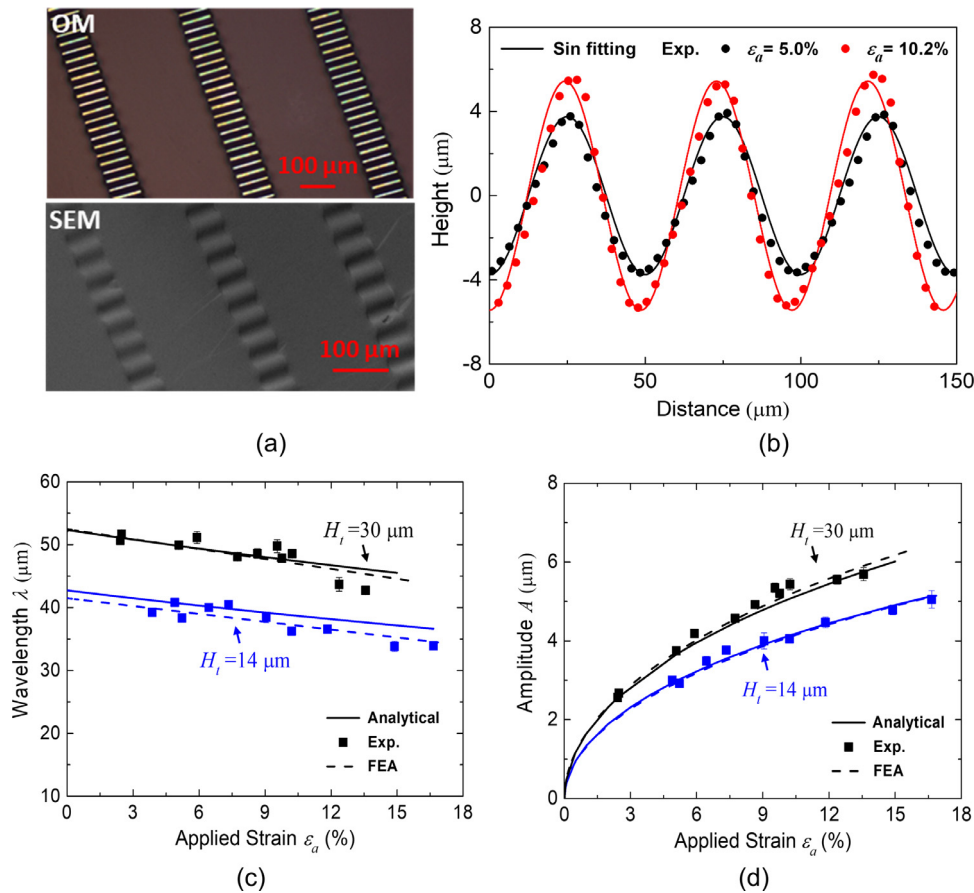 OM
100 μm
SEM
100 μm
(a)
Sin fitting Exp. εa= 5.0% εa= 10.2%
8
4
0
-4
-8
Height (μm)
0 50 100 150
Distance (μm)
(b)
60
50
40
30
20
10
0
Wavelength λ (μm)
Ht=30 μm
Ht=14 μm
Analytical
Exp.
FEA
0 3 6 9 12 15 18
Applied Strain εa (%)
(c)
8
6
4
2
0
Amplitude A (μm)
Ht=30 μm
Ht=14 μm
Analytical
Exp.
FEA
0 3 6 9 12 15 18
Applied Strain εa (%)
(d)